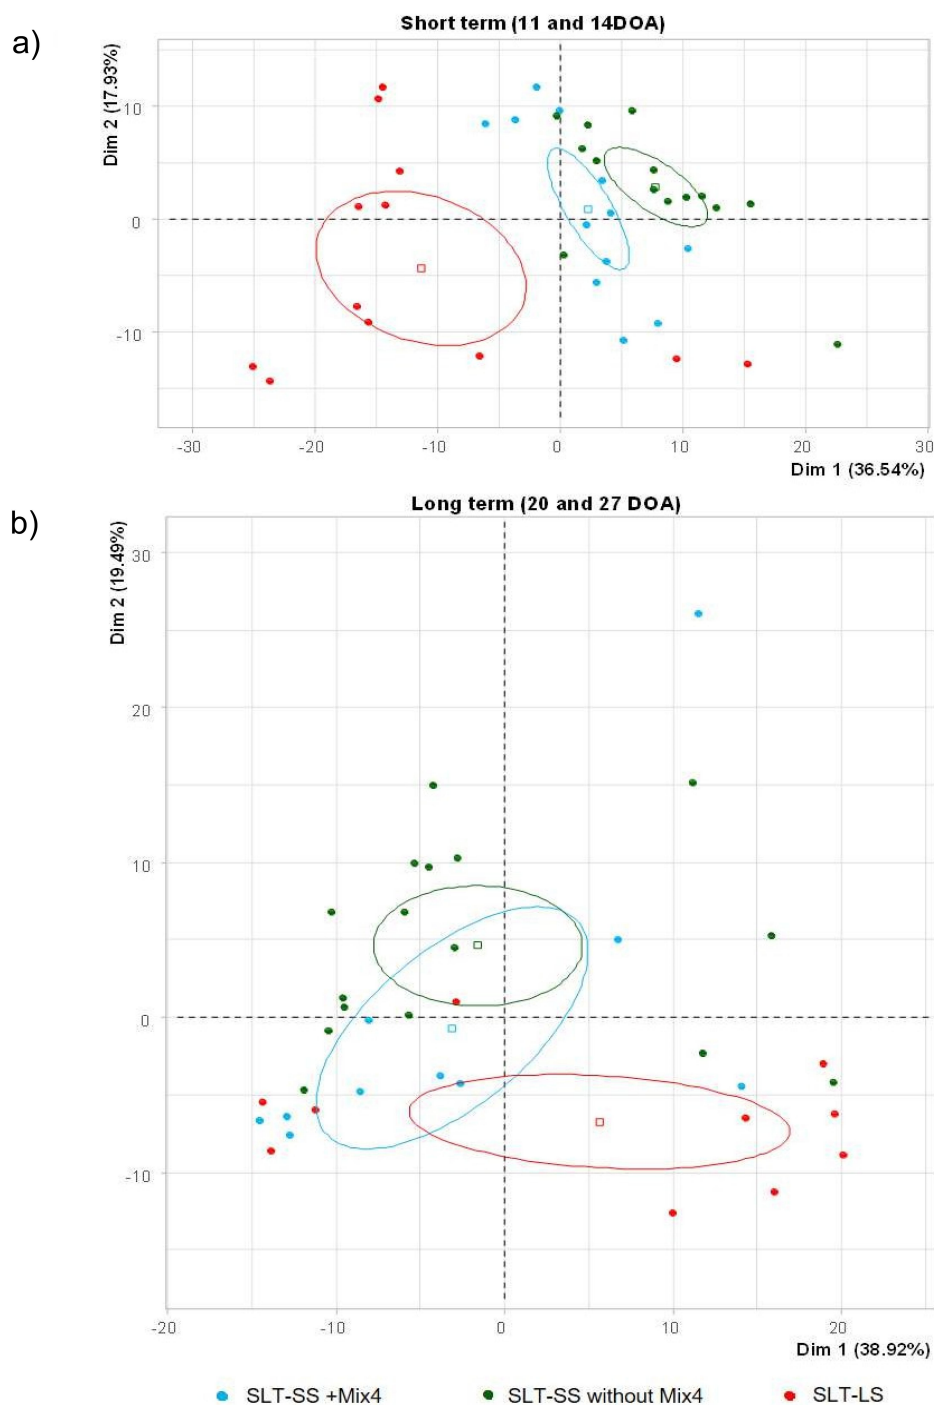 a)
Short term (11 and 14DOA)
Dim 2 (17.93%)
10
0
-10
-30
-20
-10
0
10
20
30
Dim 1 (36.54%)
b)
Long term (20 and 27 DOA)
Dim 2 (19.49%)
30
20
10
0
-10
-20
-10
0
10
20
Dim 1 (38.92%)
SLT-SS +Mix4
SLT-SS without Mix4
SLT-LS